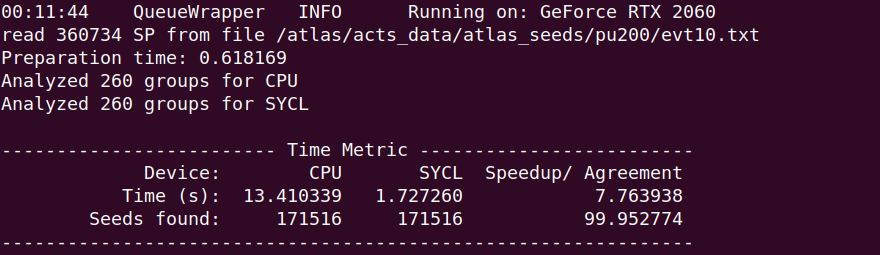 00:11:44    QueueWrapper   INFO      Running on: GeForce RTX 2060
read 360734 SP from file /atlas/acts_data/atlas_seeds/pu200/evt10.txt
Preparation time: 0.618169
Analyzed 260 groups for CPU
Analyzed 260 groups for SYCL
------------------------- Time Metric -------------------------
             Device:        CPU       SYCL  Speedup/ Agreement
           Time (s):  13.410339   1.727260            7.763938
        Seeds found:     171516     171516           99.952774
---------------------------------------------------------------